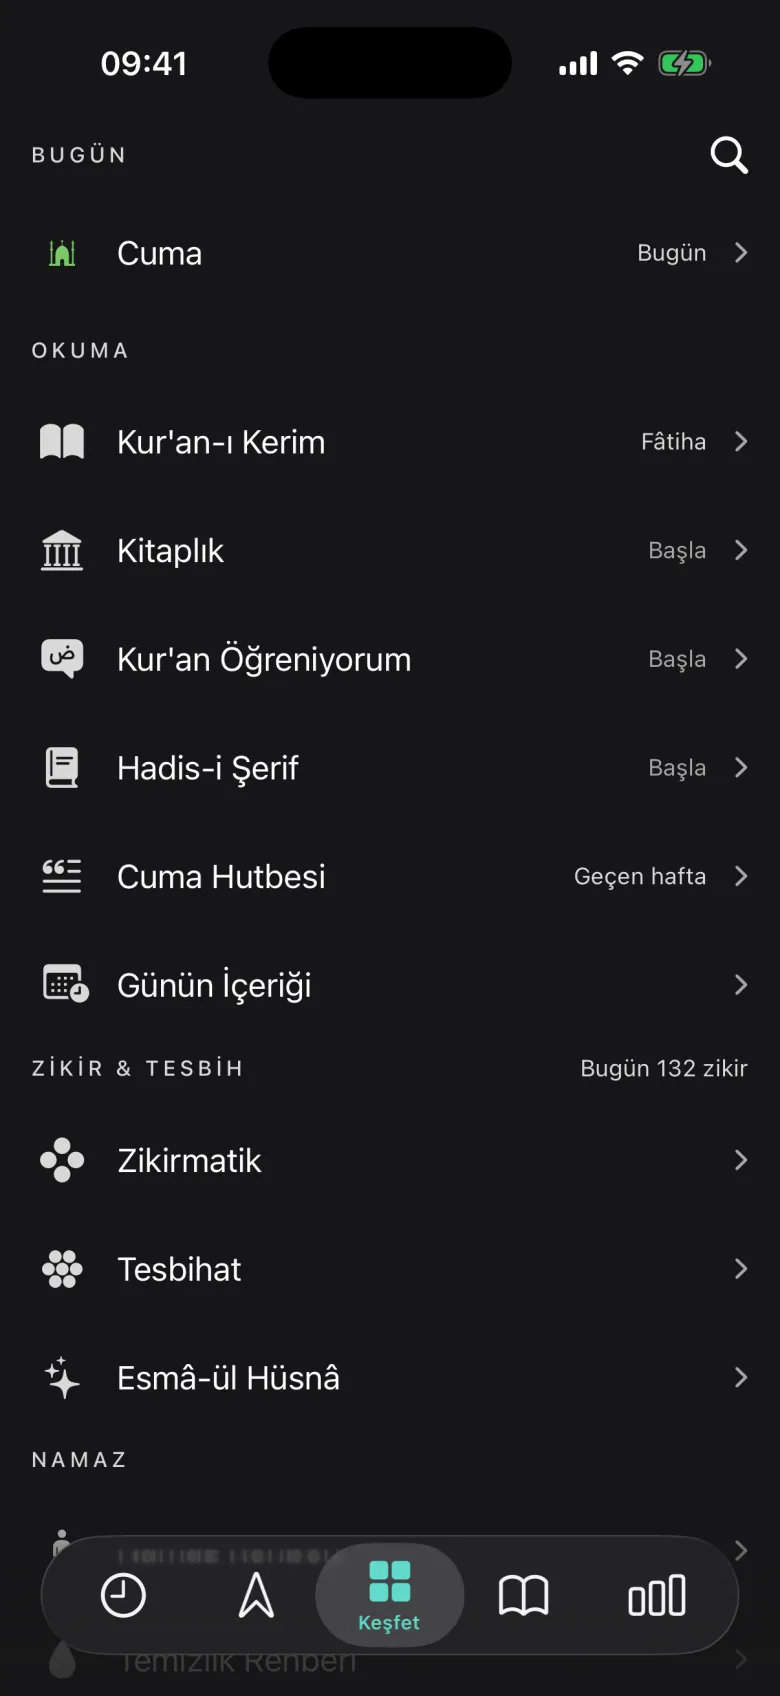 09:41
BUGÜN
Cuma Bugün
OKUMA
Kur'an-ı Kerim Fâtiha
Kitaplık Başla
ض Kur'an Öğreniyorum Başla
Hadis-i Şerif Başla
Cuma Hutbesi Geçen hafta
Günün İçeriği
ZİKİR & TESBİH Bugün 132 zikir
Zikirmatik
Tesbihat
Esmâ-ül Hüsnâ
NAMAZ
Keşfet
Temizlik Rehberi